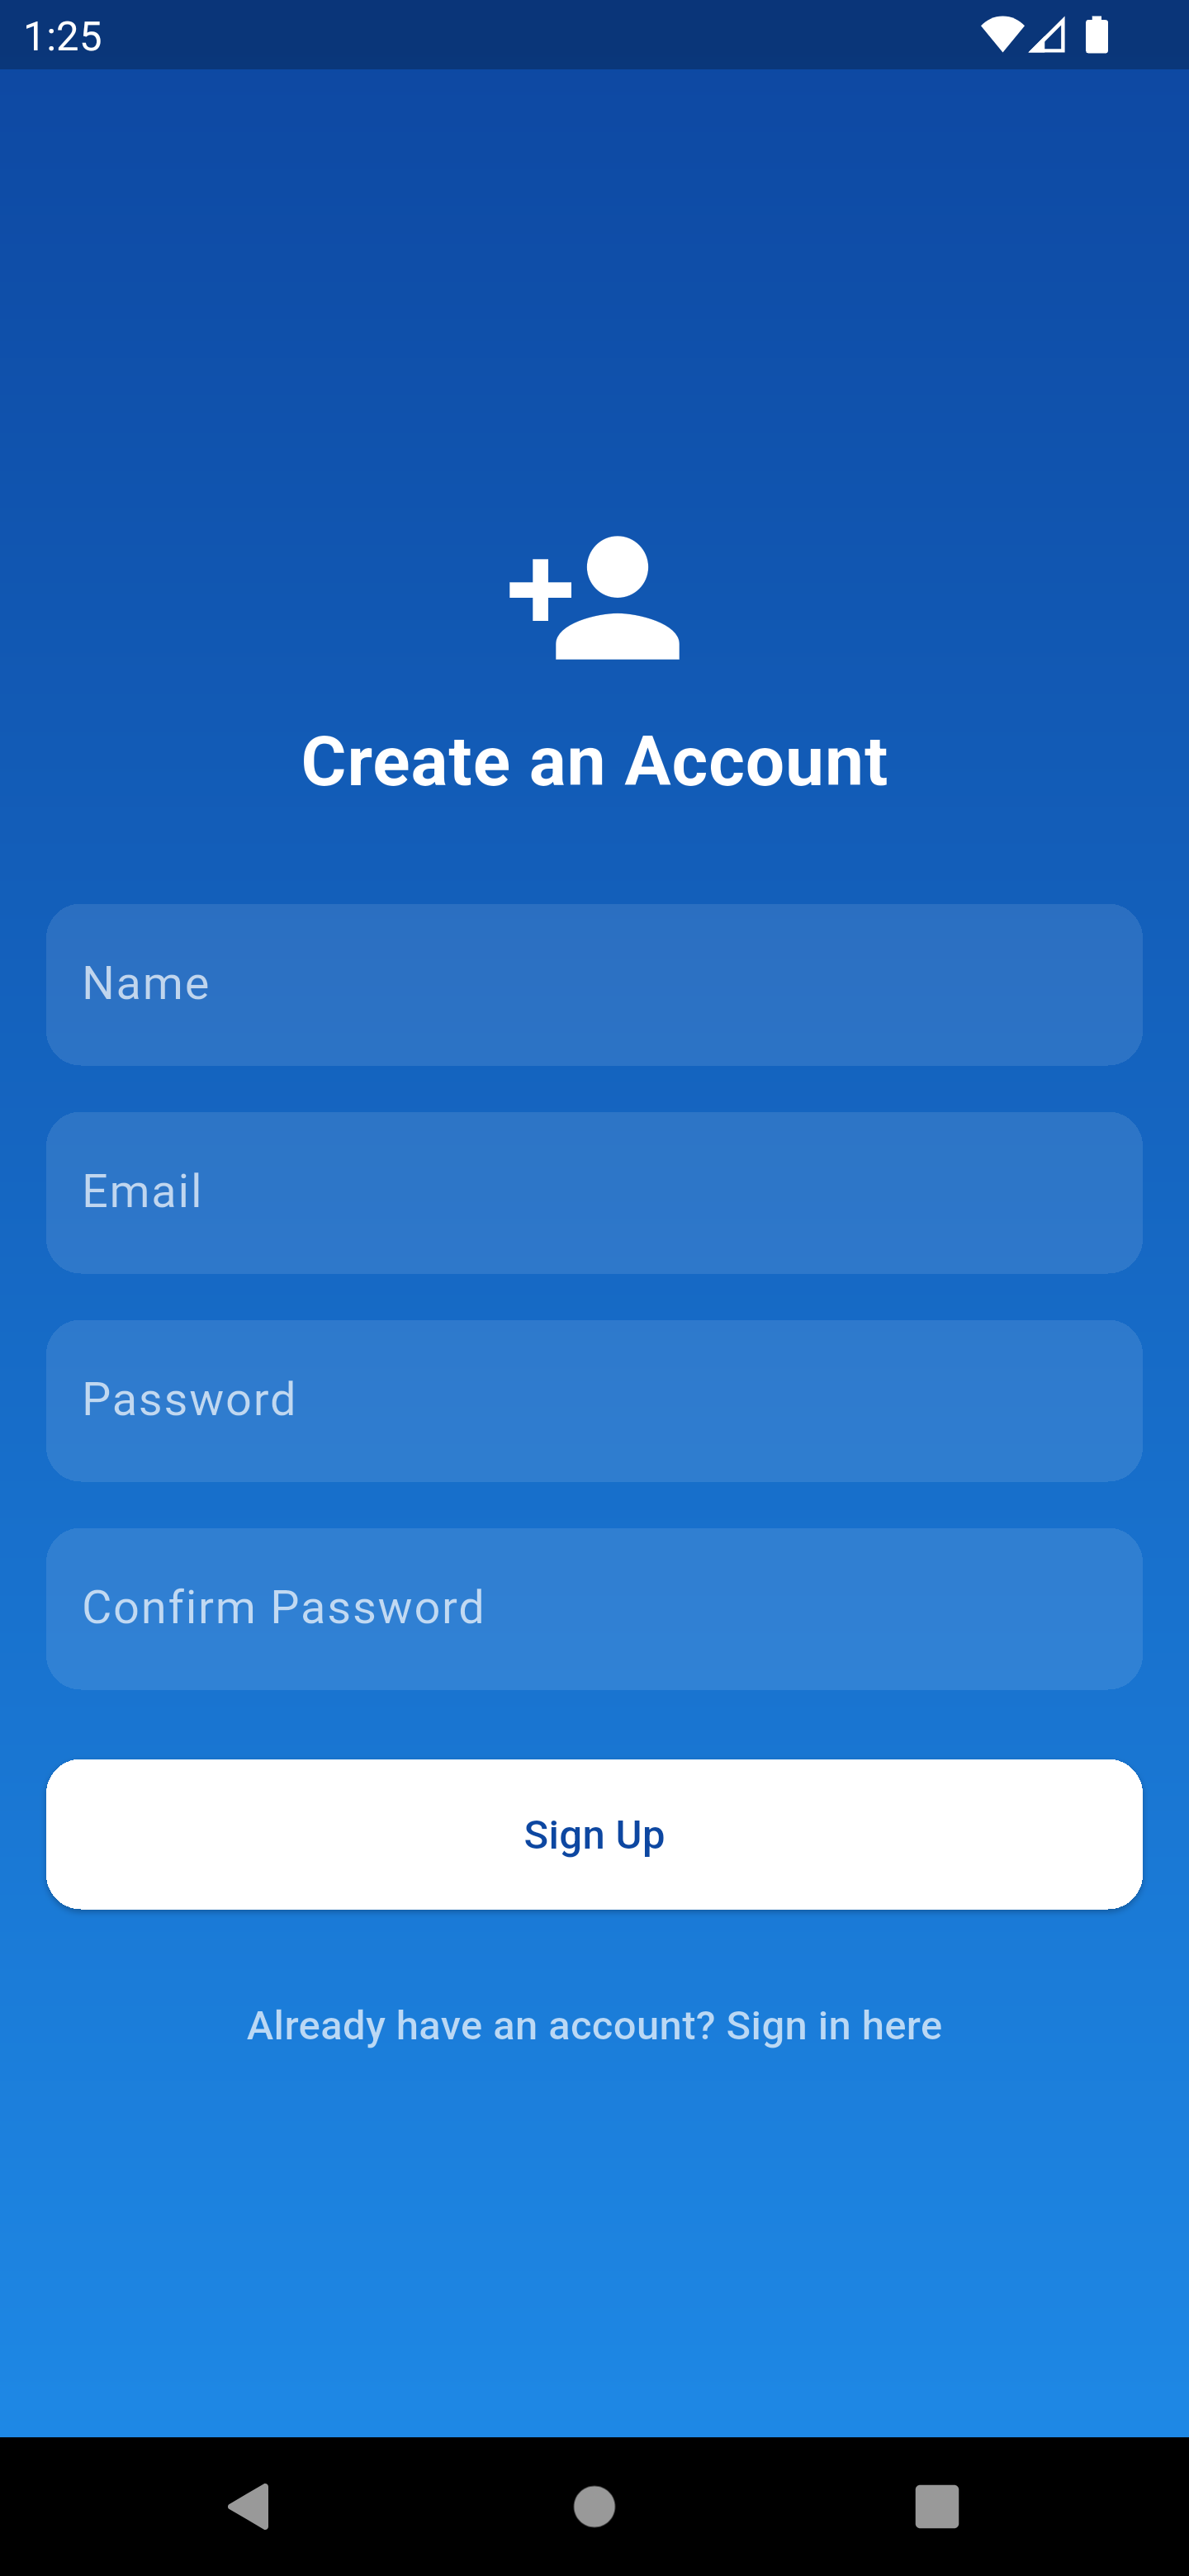 1:25
Create an Account
Name
Email
Password
Confirm Password
Sign Up
Already have an account? Sign in here